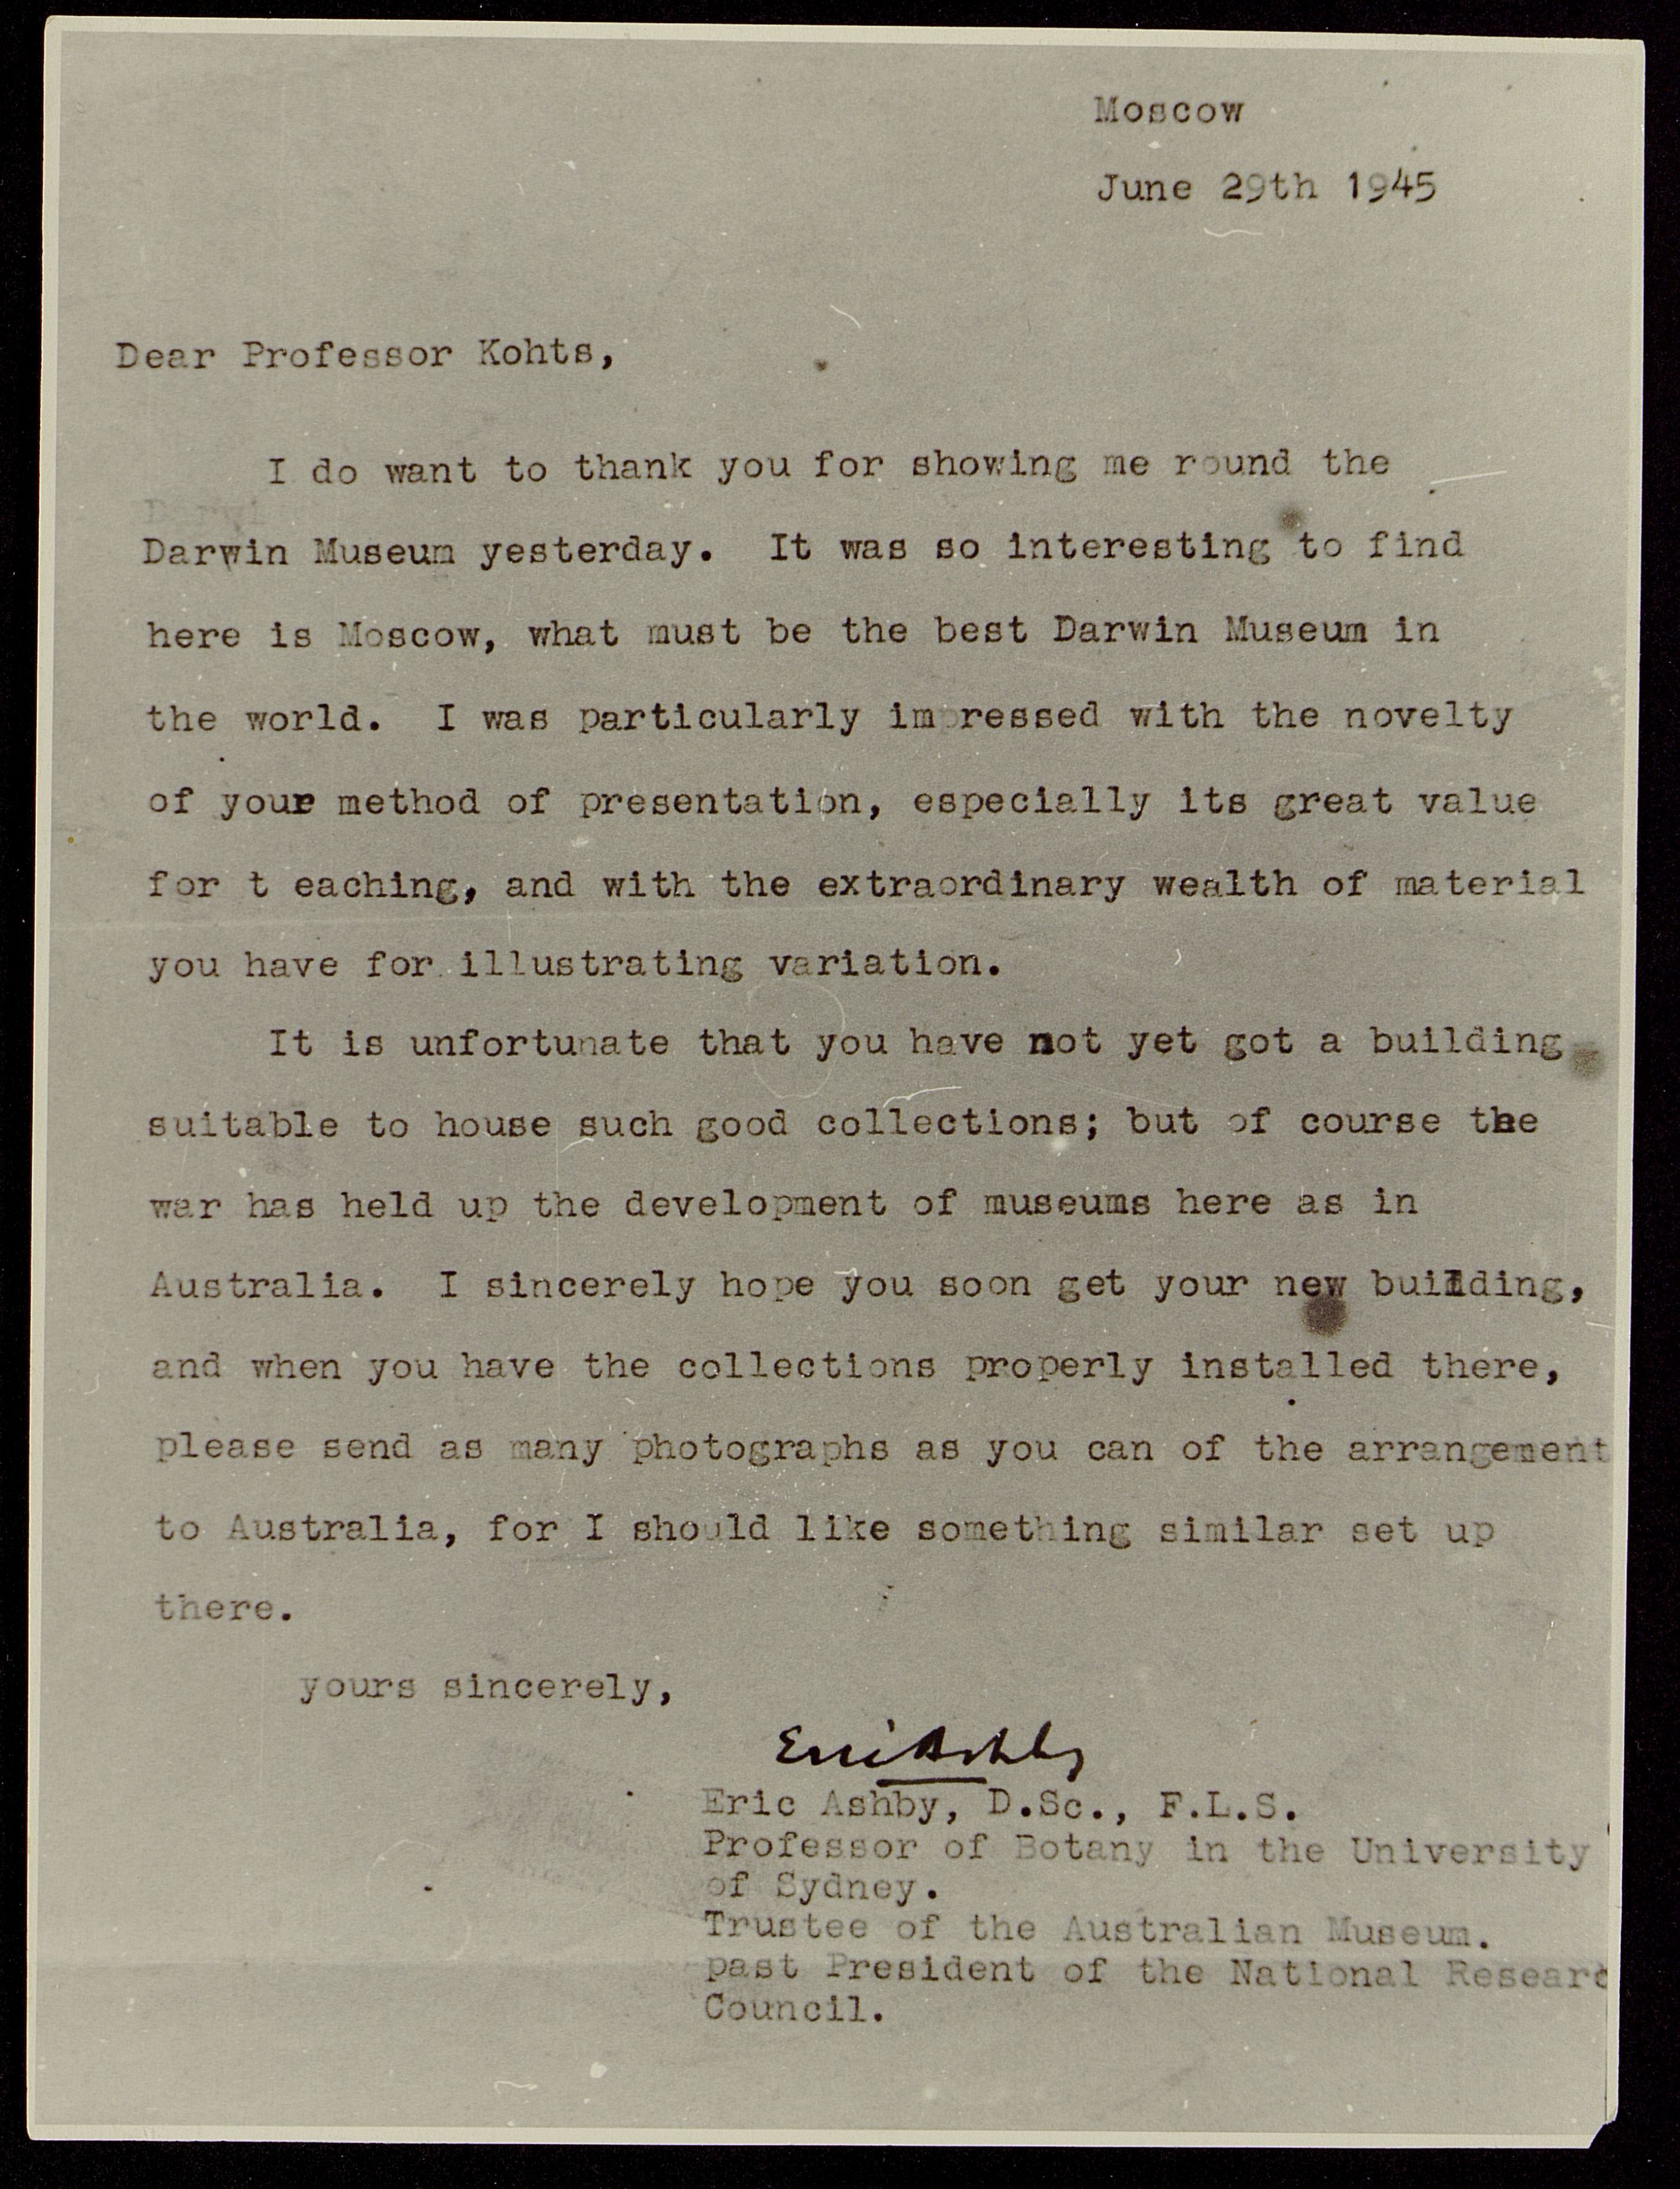 Moscow
June 29th 1945
Dear Professor Kohts,
I do want to thank you for showing me round the
Darwin Museum yesterday. It was so interesting to find
here is Moscow, what must be the best Darwin Museum in
the world. I was particularly impressed with the novelty
of your method of presentation, especially its great value
for t eaching, and with the extraordinary wealth of material
you have for illustrating variation.
It is unfortunate that you have not yet got a building
suitable to house such good collections; but of course the
war has held up the development of museums here as in
Australia. I sincerely hope you soon get your new building,
and when you have the collections properly installed there,
please send as many photographs as you can of the arrangement
to Australia, for I should like something similar set up
there.
yours sincerely,
Eric Ashby
Eric Ashby, D.Sc., F.L.S.
Professor of Botany in the University
of Sydney.
Trustee of the Australian Museum.
past President of the National Researc
Council.